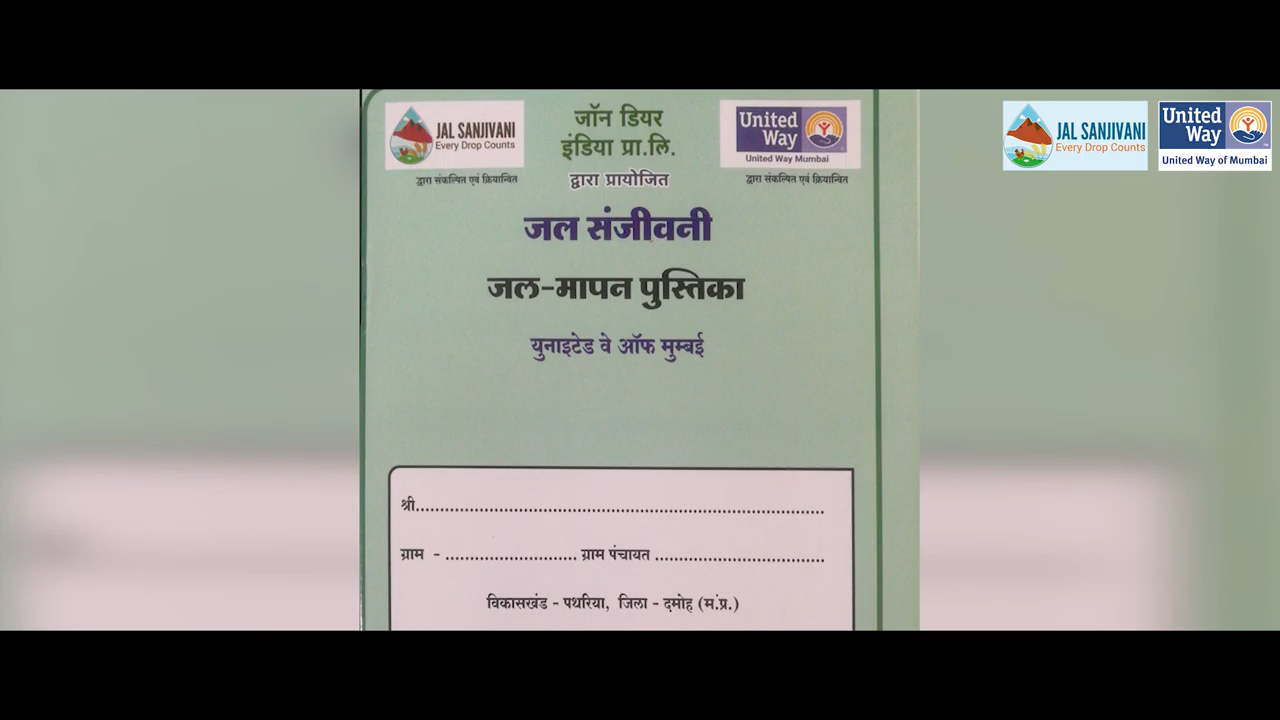 JAL SANJIVANI
Every Drop Counts
द्वारा संकल्पित एवं क्रियान्वित
जॉन डियर
इंडिया प्रा.लि.
द्वारा प्रायोजित
United
Way
United Way Mumbai
द्वारा संकल्पित एवं क्रियान्वित
जल संजीवनी
जल-मापन पुस्तिका
युनाइटेड वे ऑफ मुम्बई
श्री.....................................................................................
ग्राम - ........................... ग्राम पंचायत ...................................
विकासखंड - पथरिया, जिला - दमोह (म.प्र.)
JAL SANJIVANI
Every Drop Counts
United
Way
United Way of Mumbai